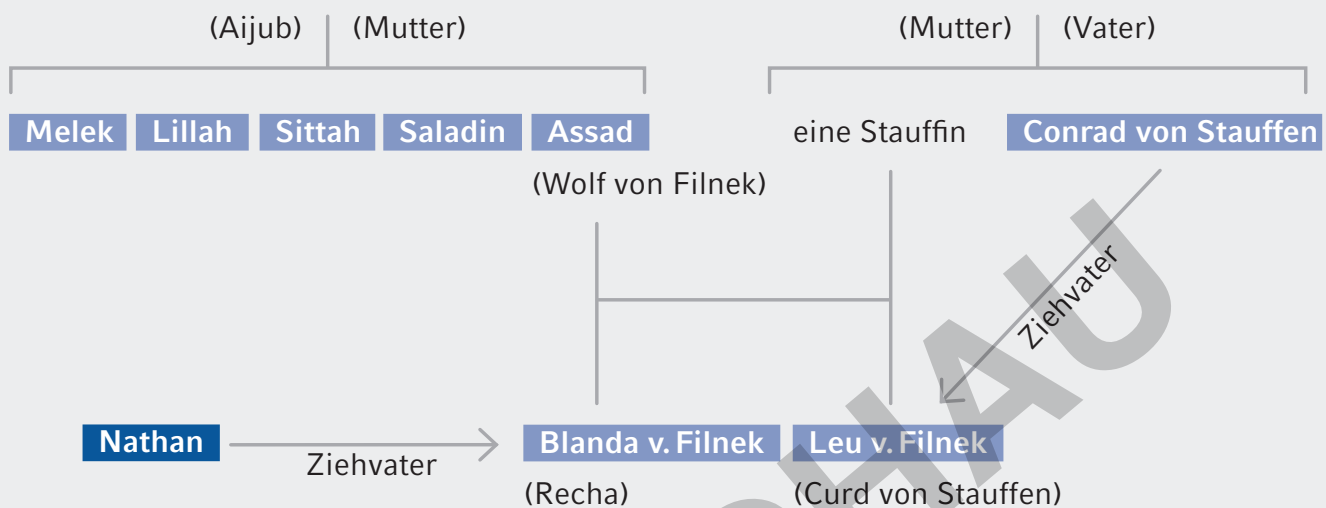 (Aijub) (Mutter) (Mutter) (Vater)
Melek Lillah Sittah Saladin Assad eine Stauffin Conrad von Stauffen
(Wolf von Filnek)
Ziehvater
Nathan Ziehvater Blanda v. Filnek Leu v. Filnek
(Recha) (Curd von Stauffen)
HAU